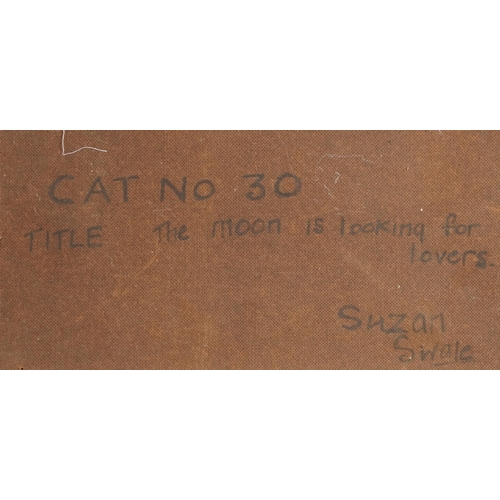 CAT NO 30
TITLE The moon is looking for
lovers.
Suzan
Swale